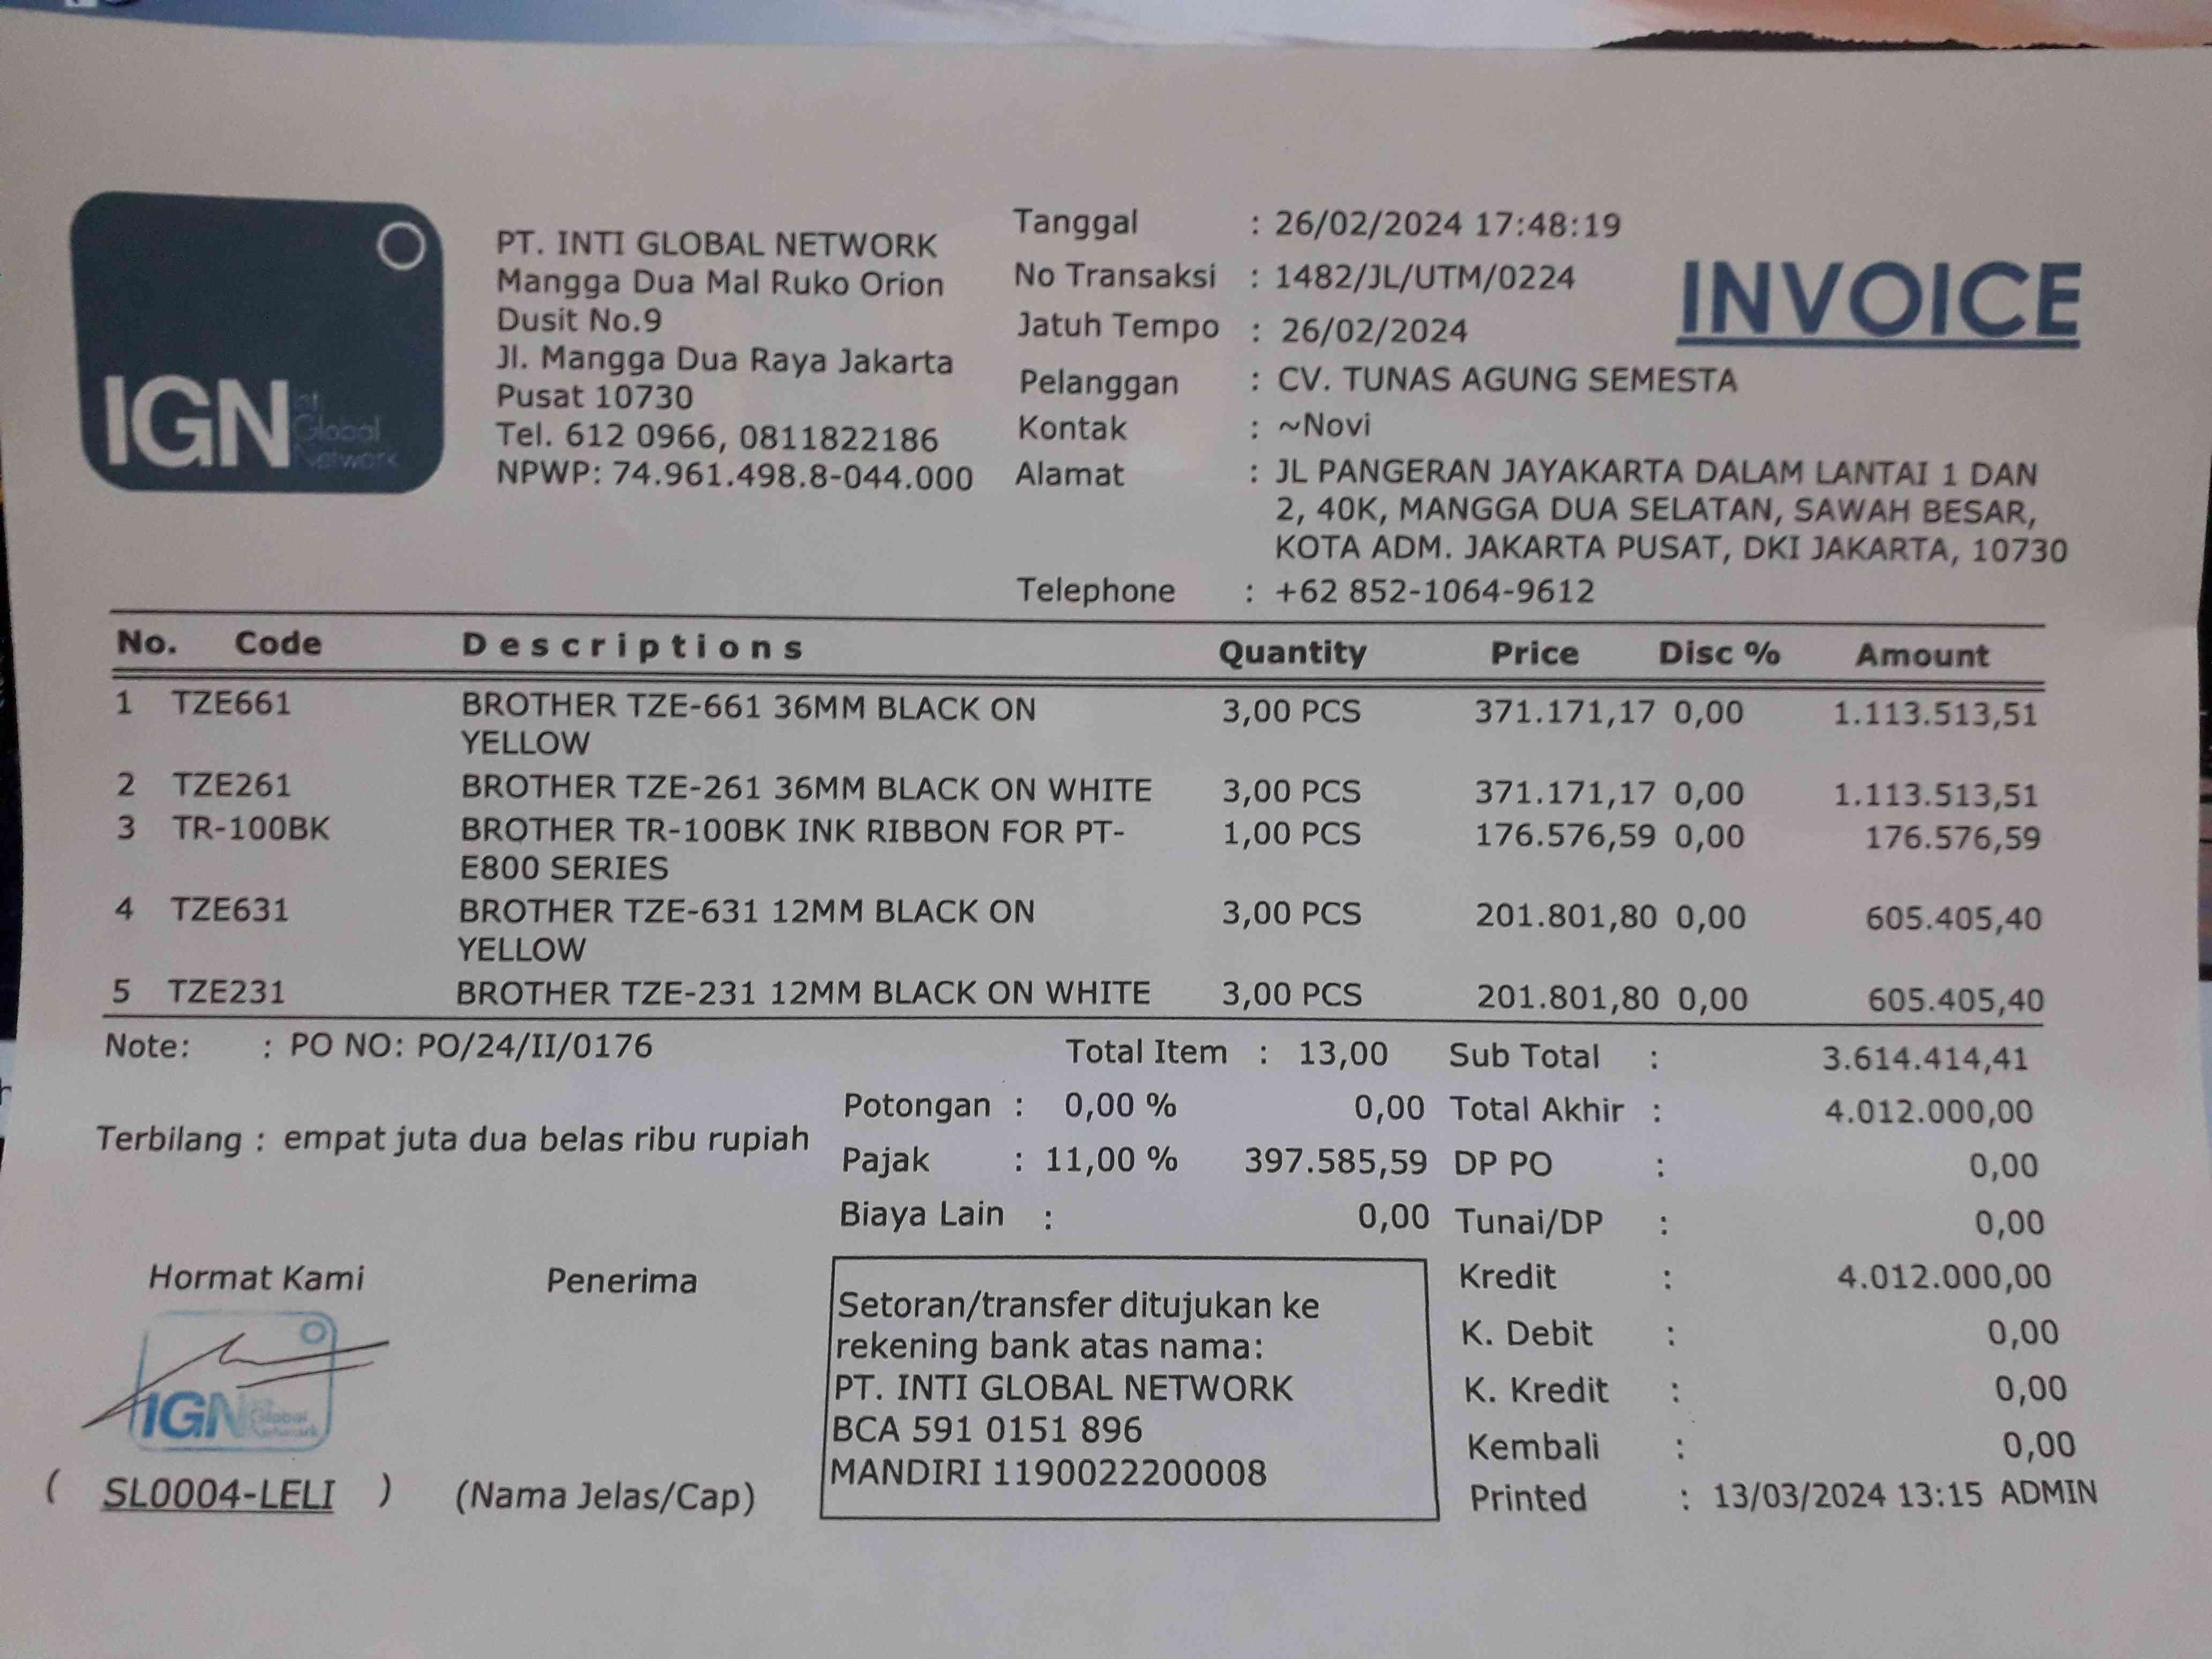 IGN Inti
Global
Network
PT. INTI GLOBAL NETWORK
Mangga Dua Mal Ruko Orion
Dusit No.9
Jl. Mangga Dua Raya Jakarta
Pusat 10730
Tel. 612 0966, 0811822186
NPWP: 74.961.498.8-044.000
Tanggal : 26/02/2024 17:48:19
No Transaksi : 1482/JL/UTM/0224
Jatuh Tempo : 26/02/2024
Pelanggan : CV. TUNAS AGUNG SEMESTA
Kontak : ~Novi
Alamat : JL PANGERAN JAYAKARTA DALAM LANTAI 1 DAN
2, 40K, MANGGA DUA SELATAN, SAWAH BESAR,
KOTA ADM. JAKARTA PUSAT, DKI JAKARTA, 10730
Telephone : +62 852-1064-9612
INVOICE
No. Code Descriptions Quantity Price Disc % Amount
1 TZE661 BROTHER TZE-661 36MM BLACK ON 3,00 PCS 371.171,17 0,00 1.113.513,51
YELLOW
2 TZE261 BROTHER TZE-261 36MM BLACK ON WHITE 3,00 PCS 371.171,17 0,00 1.113.513,51
3 TR-100BK BROTHER TR-100BK INK RIBBON FOR PT- 1,00 PCS 176.576,59 0,00 176.576,59
E800 SERIES
4 TZE631 BROTHER TZE-631 12MM BLACK ON 3,00 PCS 201.801,80 0,00 605.405,40
YELLOW
5 TZE231 BROTHER TZE-231 12MM BLACK ON WHITE 3,00 PCS 201.801,80 0,00 605.405,40
Note: : PO NO: PO/24/II/0176 Total Item : 13,00 Sub Total : 3.614.414,41
Potongan : 0,00 % 0,00 Total Akhir : 4.012.000,00
Terbilang : empat juta dua belas ribu rupiah
Pajak : 11,00 % 397.585,59 DP PO : 0,00
Biaya Lain : 0,00 Tunai/DP : 0,00
Hormat Kami Penerima
Kredit : 4.012.000,00
K. Debit : 0,00
K. Kredit : 0,00
Kembali : 0,00
Printed : 13/03/2024 13:15 ADMIN
Setoran/transfer ditujukan ke
rekening bank atas nama:
PT. INTI GLOBAL NETWORK
BCA 591 0151 896
MANDIRI 1190022200008
IGN Global
Network
( SL0004-LELI ) (Nama Jelas/Cap)